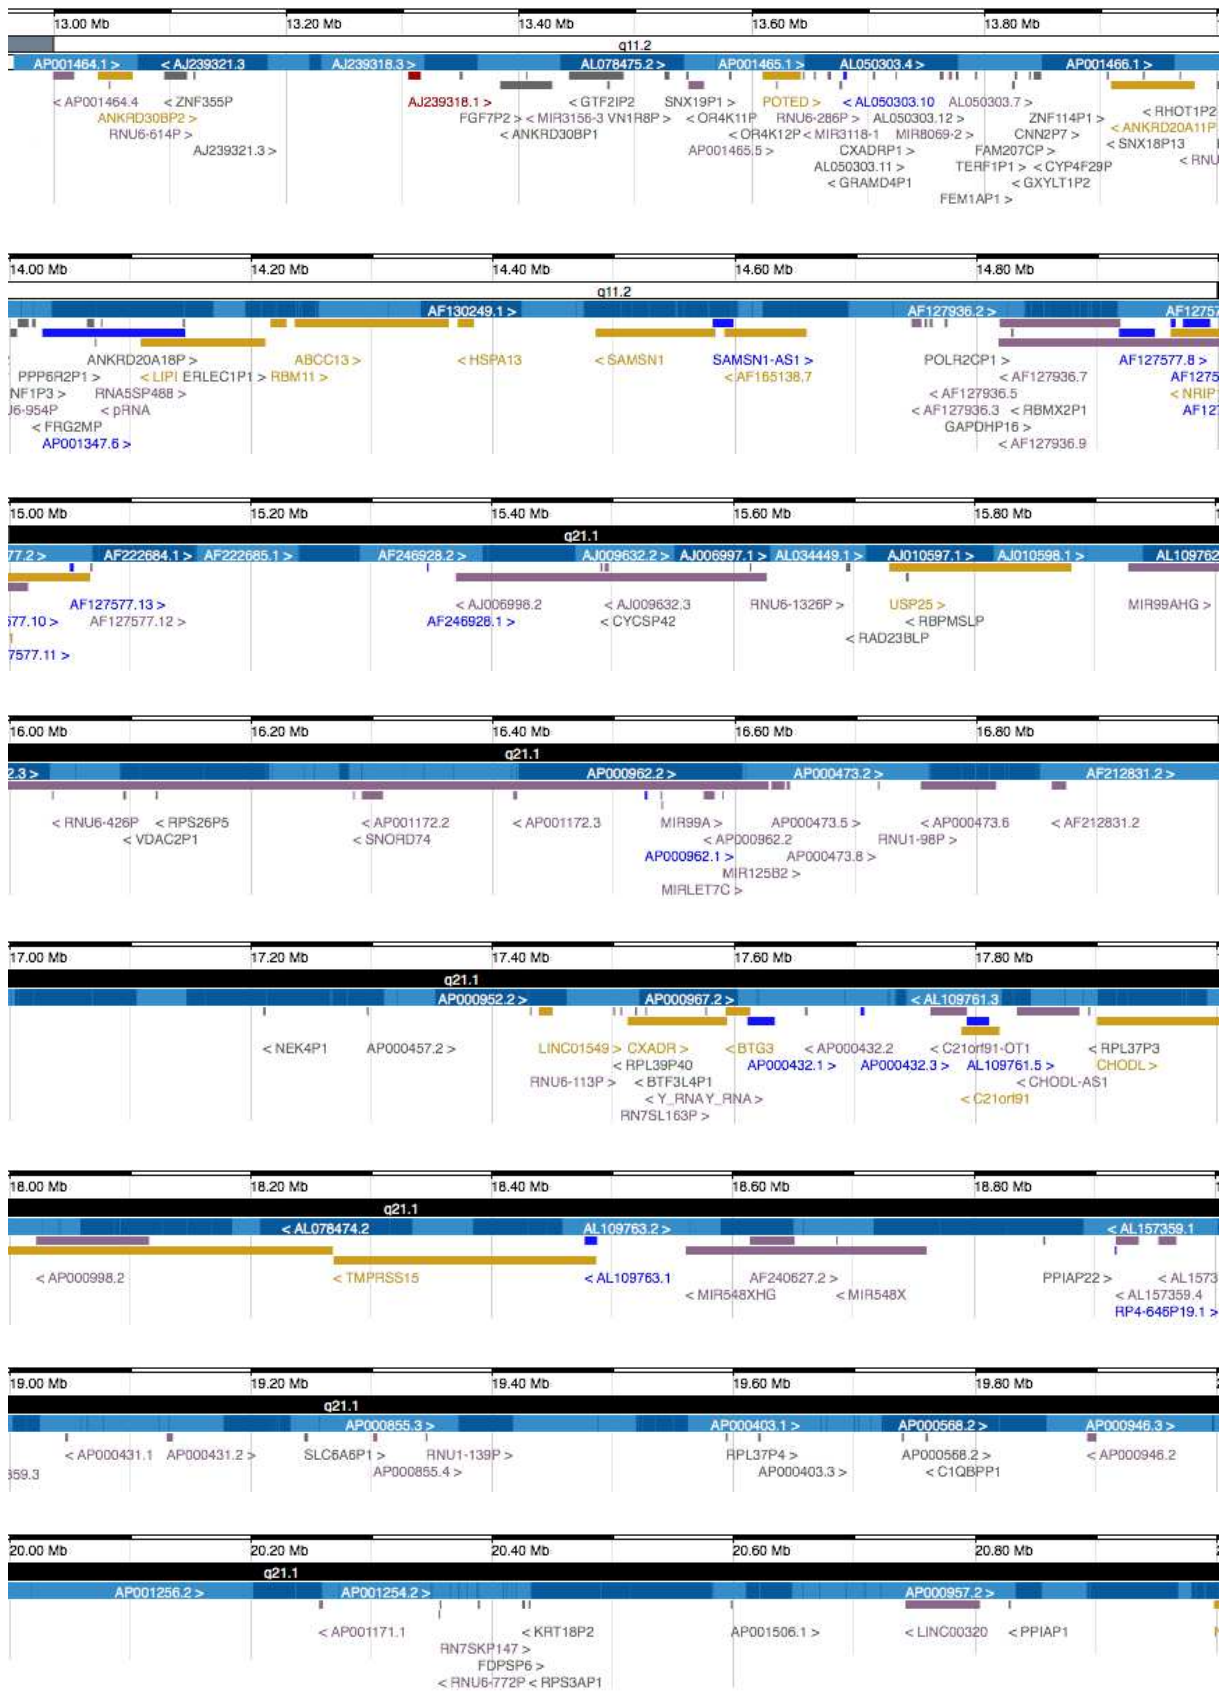 13.00 Mb 13.20 Mb 13.40 Mb 13.60 Mb 13.80 Mb
q11.2
AP001464.1 > < AJ239321.3 AJ239318.3 > AL078475.2 > AP001465.1 > AL050303.4 > AP001466.1 >
< AP001464.4 < ZNF355P AJ239318.1 > < GTF2IP2 SNX19P1 > POTED > < AL050303.10 AL050303.7 >
ANKRD30BP2 > FGF7P2 > < MIR3156-3 VN1R8P > < OR4K11P RNU6-286P > AL050303.12 > ZNF114P1 > < RHOT1P2
RNU6-614P > < ANKRD30BP1 < OR4K12P < MIR3118-1 MIR8069-2 > CNN2P7 > < ANKRD20A11P
AJ239321.3 > AP001465.5 > CXADRP1 > FAM207CP > < SNX18P13
AL050303.11 > TERF1P1 > < CYP4F29P < RNU
< GRAMD4P1 < GXYLT1P2
FEM1AP1 >
14.00 Mb 14.20 Mb 14.40 Mb 14.60 Mb 14.80 Mb
q11.2
AF130249.1 > AF127936.2 > AF12757
ANKRD20A18P > ABCC13 > < HSPA13 < SAMSN1 SAMSN1-AS1 > POLR2CP1 > AF127577.8 >
PPP6R2P1 > < LIPI ERLEC1P1 > RBM11 > < AF165138.7 < AF127936.7 AF1275
NF1P3 > RNA5SP488 > < AF127936.5 < NRIP1
J6-954P < pRNA < AF127936.3 < RBMX2P1 AF127
< FRG2MP GAPDHP16 >
AP001347.6 > < AF127936.9
15.00 Mb 15.20 Mb 15.40 Mb 15.60 Mb 15.80 Mb
q21.1
77.2 > AF222684.1 > AF222685.1 > AF246928.2 > AJ009632.2 > AJ006997.1 > AL034449.1 > AJ010597.1 > AJ010598.1 > AL109762
AF127577.13 > < AJ006998.2 < AJ009632.3 RNU6-1326P > USP25 > MIR99AHG >
577.10 > AF127577.12 > AF246928.1 > < CYCSP42 < RBPMSLP
< RAD23BLP
7577.11 >
16.00 Mb 16.20 Mb 16.40 Mb 16.60 Mb 16.80 Mb
q21.1
2.3 > AP000962.2 > AP000473.2 > AF212831.2 >
< RNU6-426P < RPS26P5 < AP001172.2 < AP001172.3 MIR99A > AP000473.5 > < AP000473.6 < AF212831.2
< VDAC2P1 < SNORD74 < AP000962.2 RNU1-98P >
AP000962.1 > AP000473.8 >
MIR125B2 >
MIRLET7C >
17.00 Mb 17.20 Mb 17.40 Mb 17.60 Mb 17.80 Mb
q21.1
AP000952.2 > AP000967.2 > < AL109761.3
< NEK4P1 AP000457.2 > LINC01549 > CXADR > < BTG3 < AP000432.2 < C21orf91-OT1 < RPL37P3
< RPL39P40 AP000432.1 > AP000432.3 > AL109761.5 > CHODL >
RNU6-113P > < BTF3L4P1 < CHODL-AS1
< Y_RNA Y_RNA > < C21orf91
RN7SL163P >
18.00 Mb 18.20 Mb 18.40 Mb 18.60 Mb 18.80 Mb
q21.1
< AL078474.2 AL109763.2 > < AL157359.1
< AP000998.2 < TMPRSS15 < AL109763.1 AF240627.2 > PPIAP22 > < AL1573
< MIR548XHG < MIR548X < AL157359.4
RP4-646P19.1 >
19.00 Mb 19.20 Mb 19.40 Mb 19.60 Mb 19.80 Mb
q21.1
AP000855.3 > AP000403.1 > AP000568.2 > AP000946.3 >
< AP000431.1 AP000431.2 > SLC6A6P1 > RNU1-139P > RPL37P4 > AP000568.2 > < AP000946.2
359.3 AP000855.4 > AP000403.3 > < C1QBPP1
20.00 Mb 20.20 Mb 20.40 Mb 20.60 Mb 20.80 Mb
q21.1
AP001256.2 > AP001254.2 > AP000957.2 >
< AP001171.1 < KRT18P2 AP001506.1 > < LINC00320 < PPIAP1
RN7SKP147 >
FDPSP6 >
< RNU6-772P < RPS3AP1